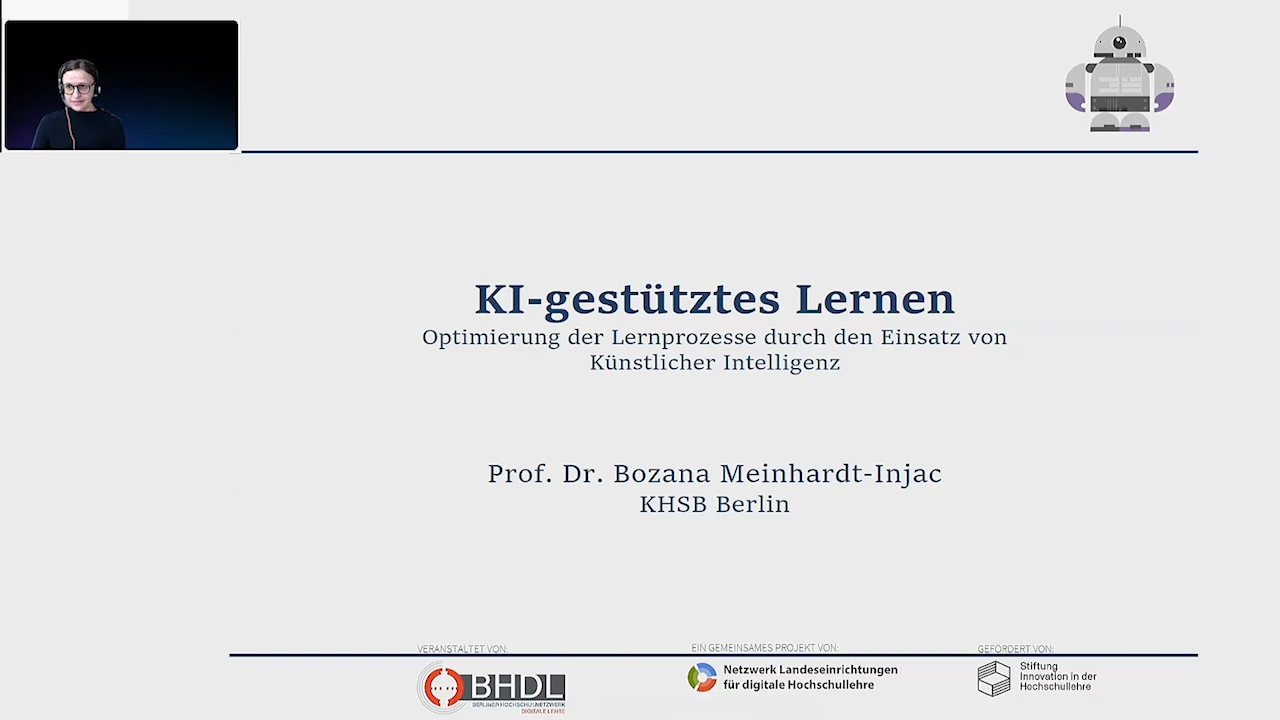 KI-gestütztes Lernen
Optimierung der Lernprozesse durch den Einsatz von
Künstlicher Intelligenz
Prof. Dr. Bozana Meinhardt-Injac
KHSB Berlin
VERANSTALTET VON:
BHDL
BERLINER HOCHSCHULNETZWERK
DIGITALE LEHRE
EIN GEMEINSAMES PROJEKT VON:
Netzwerk Landeseinrichtungen
für digitale Hochschullehre
GEFÖRDERT VON:
Stiftung
Innovation in der
Hochschullehre